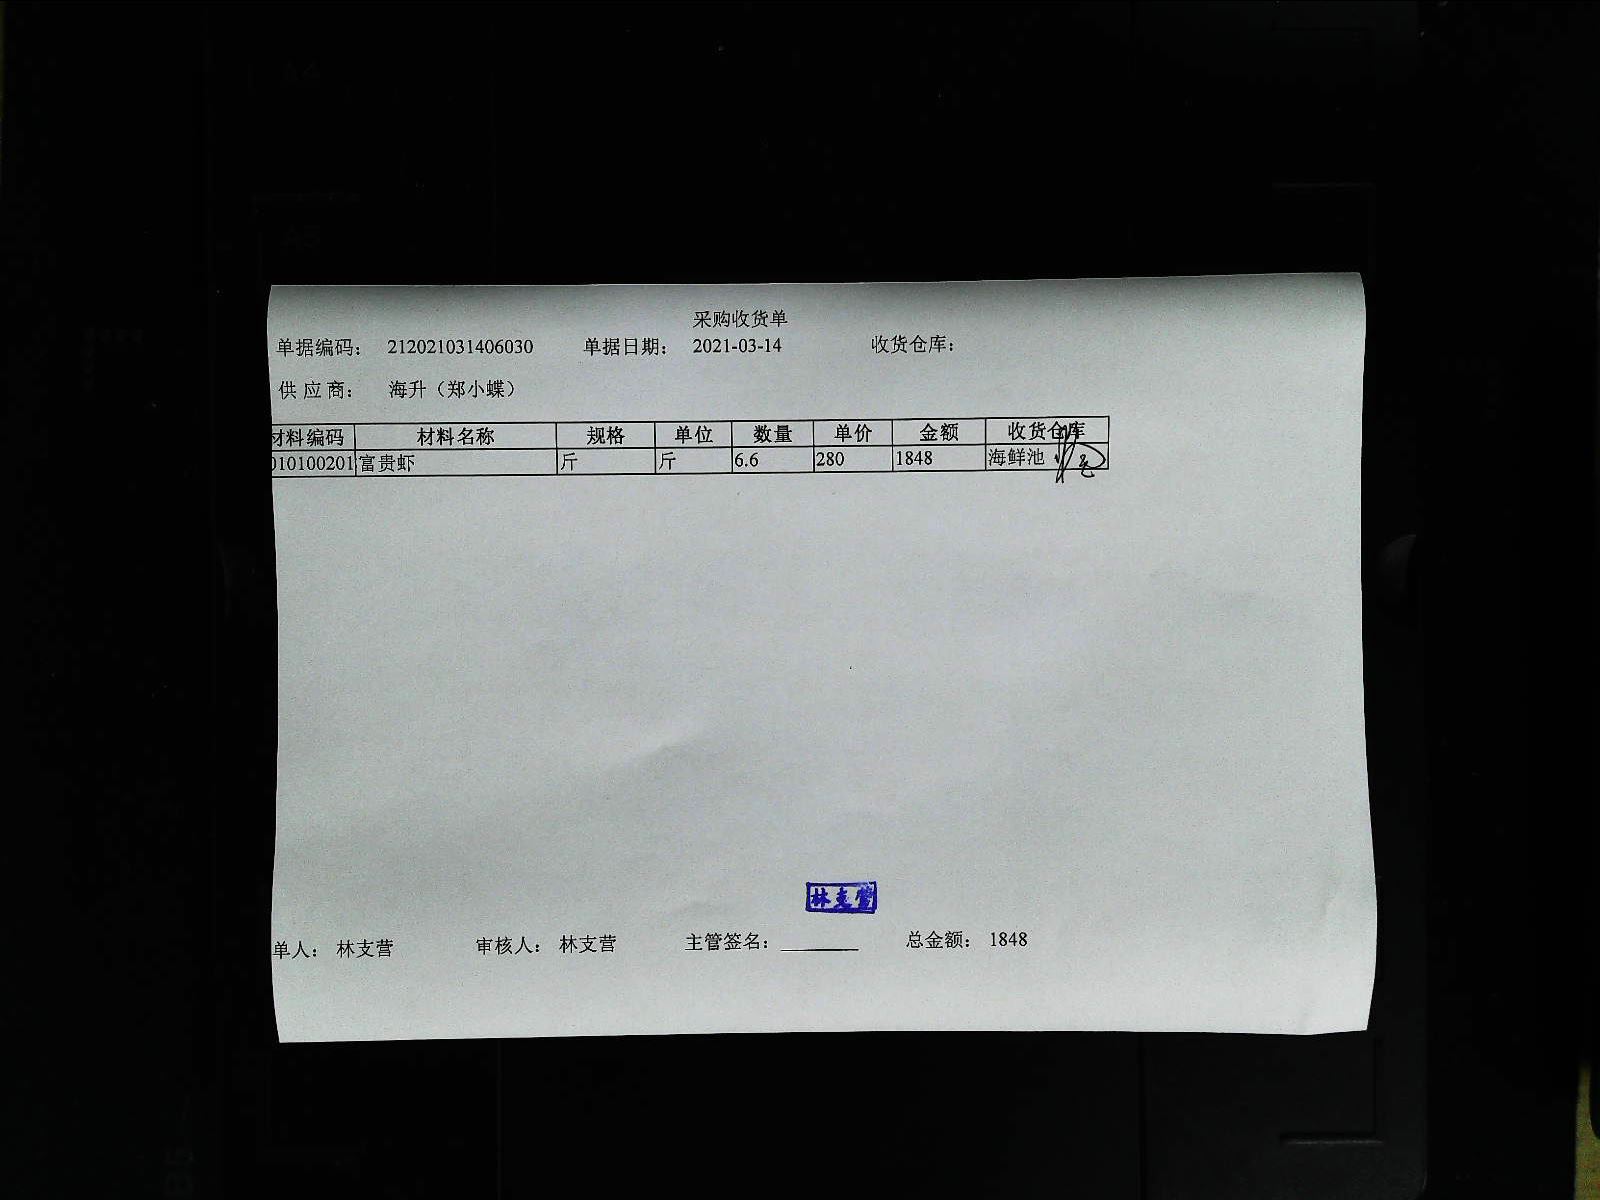 采购收货单
单据编码： 212021031406030 单据日期： 2021-03-14 收货仓库：
供 应 商： 海升（郑小蝶）
材料编码 材料名称 规格 单位 数量 单价 金额 收货仓库
010100201 富贵虾 斤 斤 6.6 280 1848 海鲜池
林支营
单人： 林支营 审核人： 林支营 主管签名： 总金额： 1848